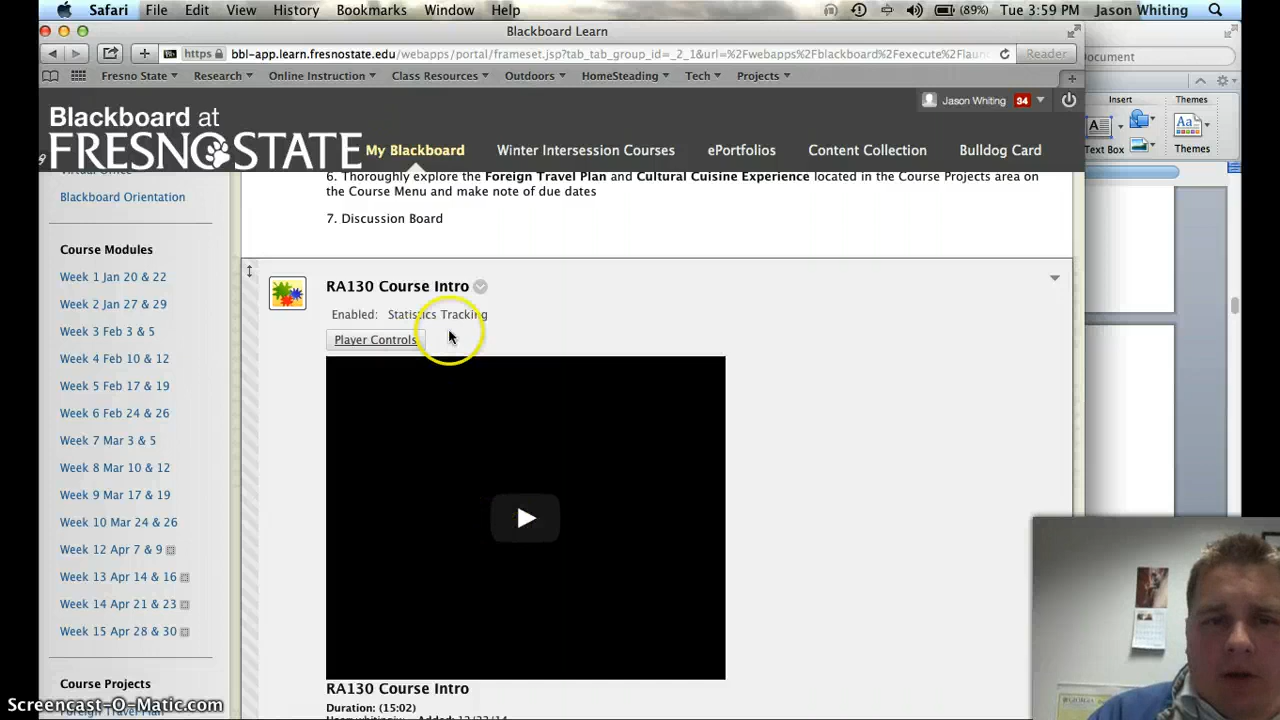 Safari File Edit View History Bookmarks Window Help (89%) Tue 3:59 PM Jason Whiting
Blackboard Learn
https bbl-app.learn.fresnostate.edu/webapps/portal/frameset.jsp?tab_tab_group_id=_2_1&url=%2Fwebapps%2Fblackboard%2Fexecute%2Flaun Reader
Document
Fresno State Research Online Instruction Class Resources Outdoors HomeSteading Tech Projects
Insert Themes
Text Box Themes
Jason Whiting 34
Blackboard at
FRESNO STATE
My Blackboard Winter Intersession Courses ePortfolios Content Collection Bulldog Card
Virtual Office
Blackboard Orientation
Course Modules
Week 1 Jan 20 & 22
Week 2 Jan 27 & 29
Week 3 Feb 3 & 5
Week 4 Feb 10 & 12
Week 5 Feb 17 & 19
Week 6 Feb 24 & 26
Week 7 Mar 3 & 5
Week 8 Mar 10 & 12
Week 9 Mar 17 & 19
Week 10 Mar 24 & 26
Week 12 Apr 7 & 9
Week 13 Apr 14 & 16
Week 14 Apr 21 & 23
Week 15 Apr 28 & 30
Course Projects
Foreign Travel Plan
6. Thoroughly explore the Foreign Travel Plan and Cultural Cuisine Experience located in the Course Projects area on
the Course Menu and make note of due dates
7. Discussion Board
RA130 Course Intro
Enabled: Statistics Tracking
Player Controls
RA130 Course Intro
Duration: (15:02)
Added: 12/23/14
Screencast-O-Matic.com